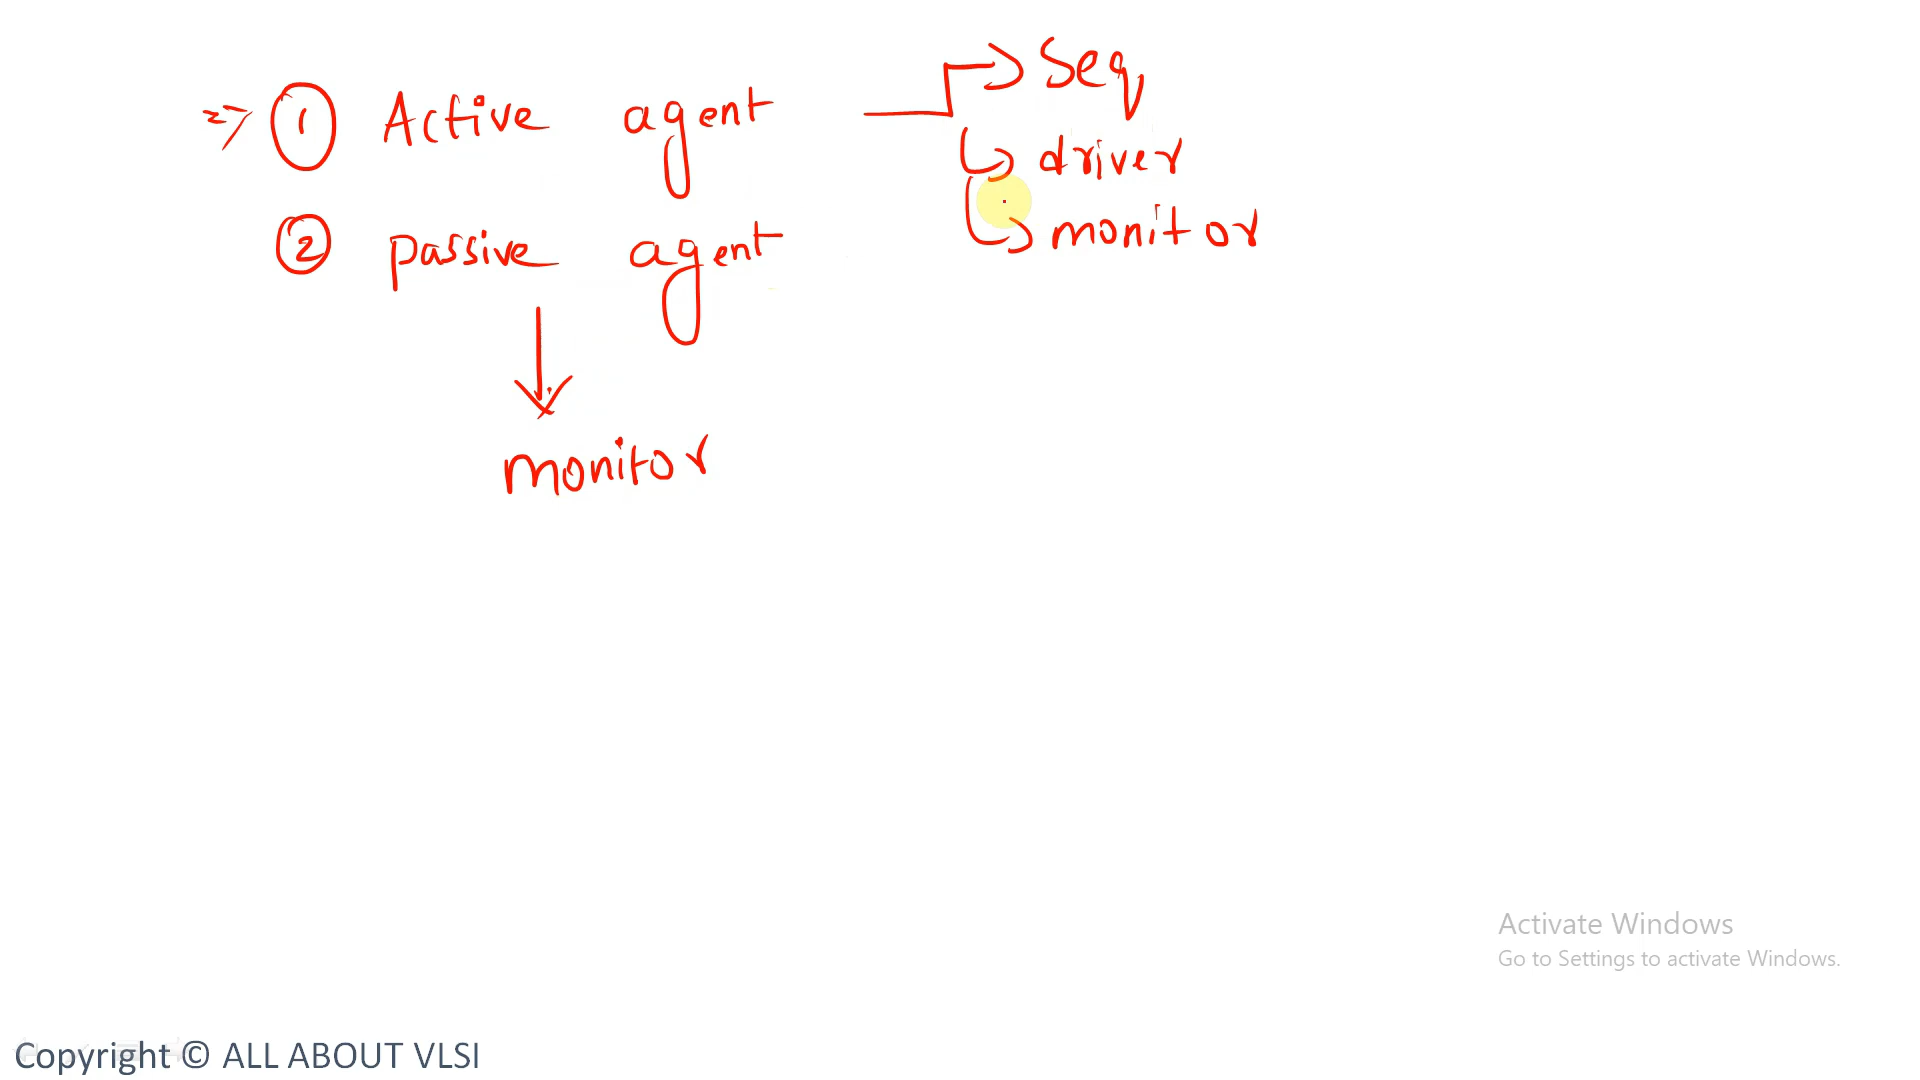 => 1 Active agent → Seq
↳ driver
↳ monitor
2 passive agent
↓
monitor
Activate Windows
Go to Settings to activate Windows.
Copyright © ALL ABOUT VLSI